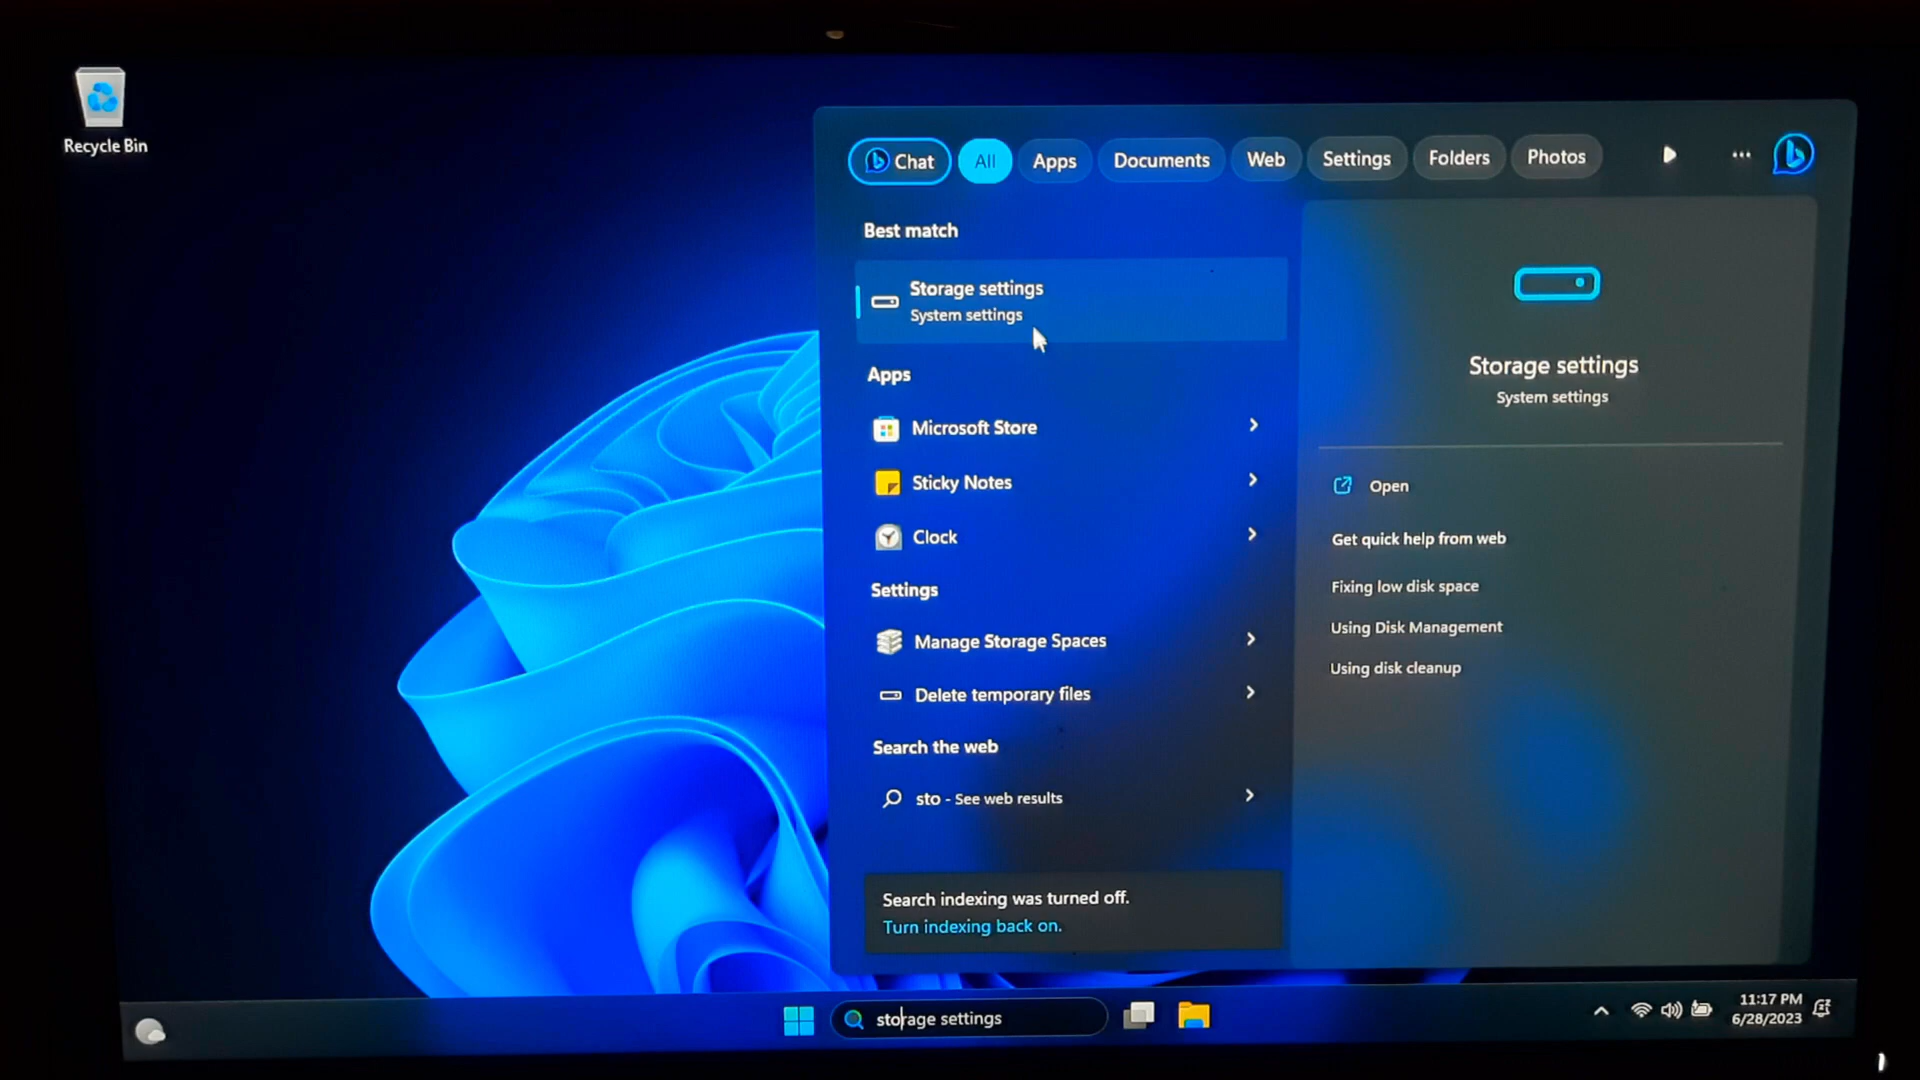 Recycle Bin
Chat
All
Apps
Documents
Web
Settings
Folders
Photos
Best match
Storage settings
System settings
Apps
Microsoft Store
Sticky Notes
Clock
Settings
Manage Storage Spaces
Delete temporary files
Search the web
sto - See web results
Search indexing was turned off.
Turn indexing back on.
Storage settings
System settings
Open
Get quick help from web
Fixing low disk space
Using Disk Management
Using disk cleanup
storage settings
11:17 PM
6/28/2023